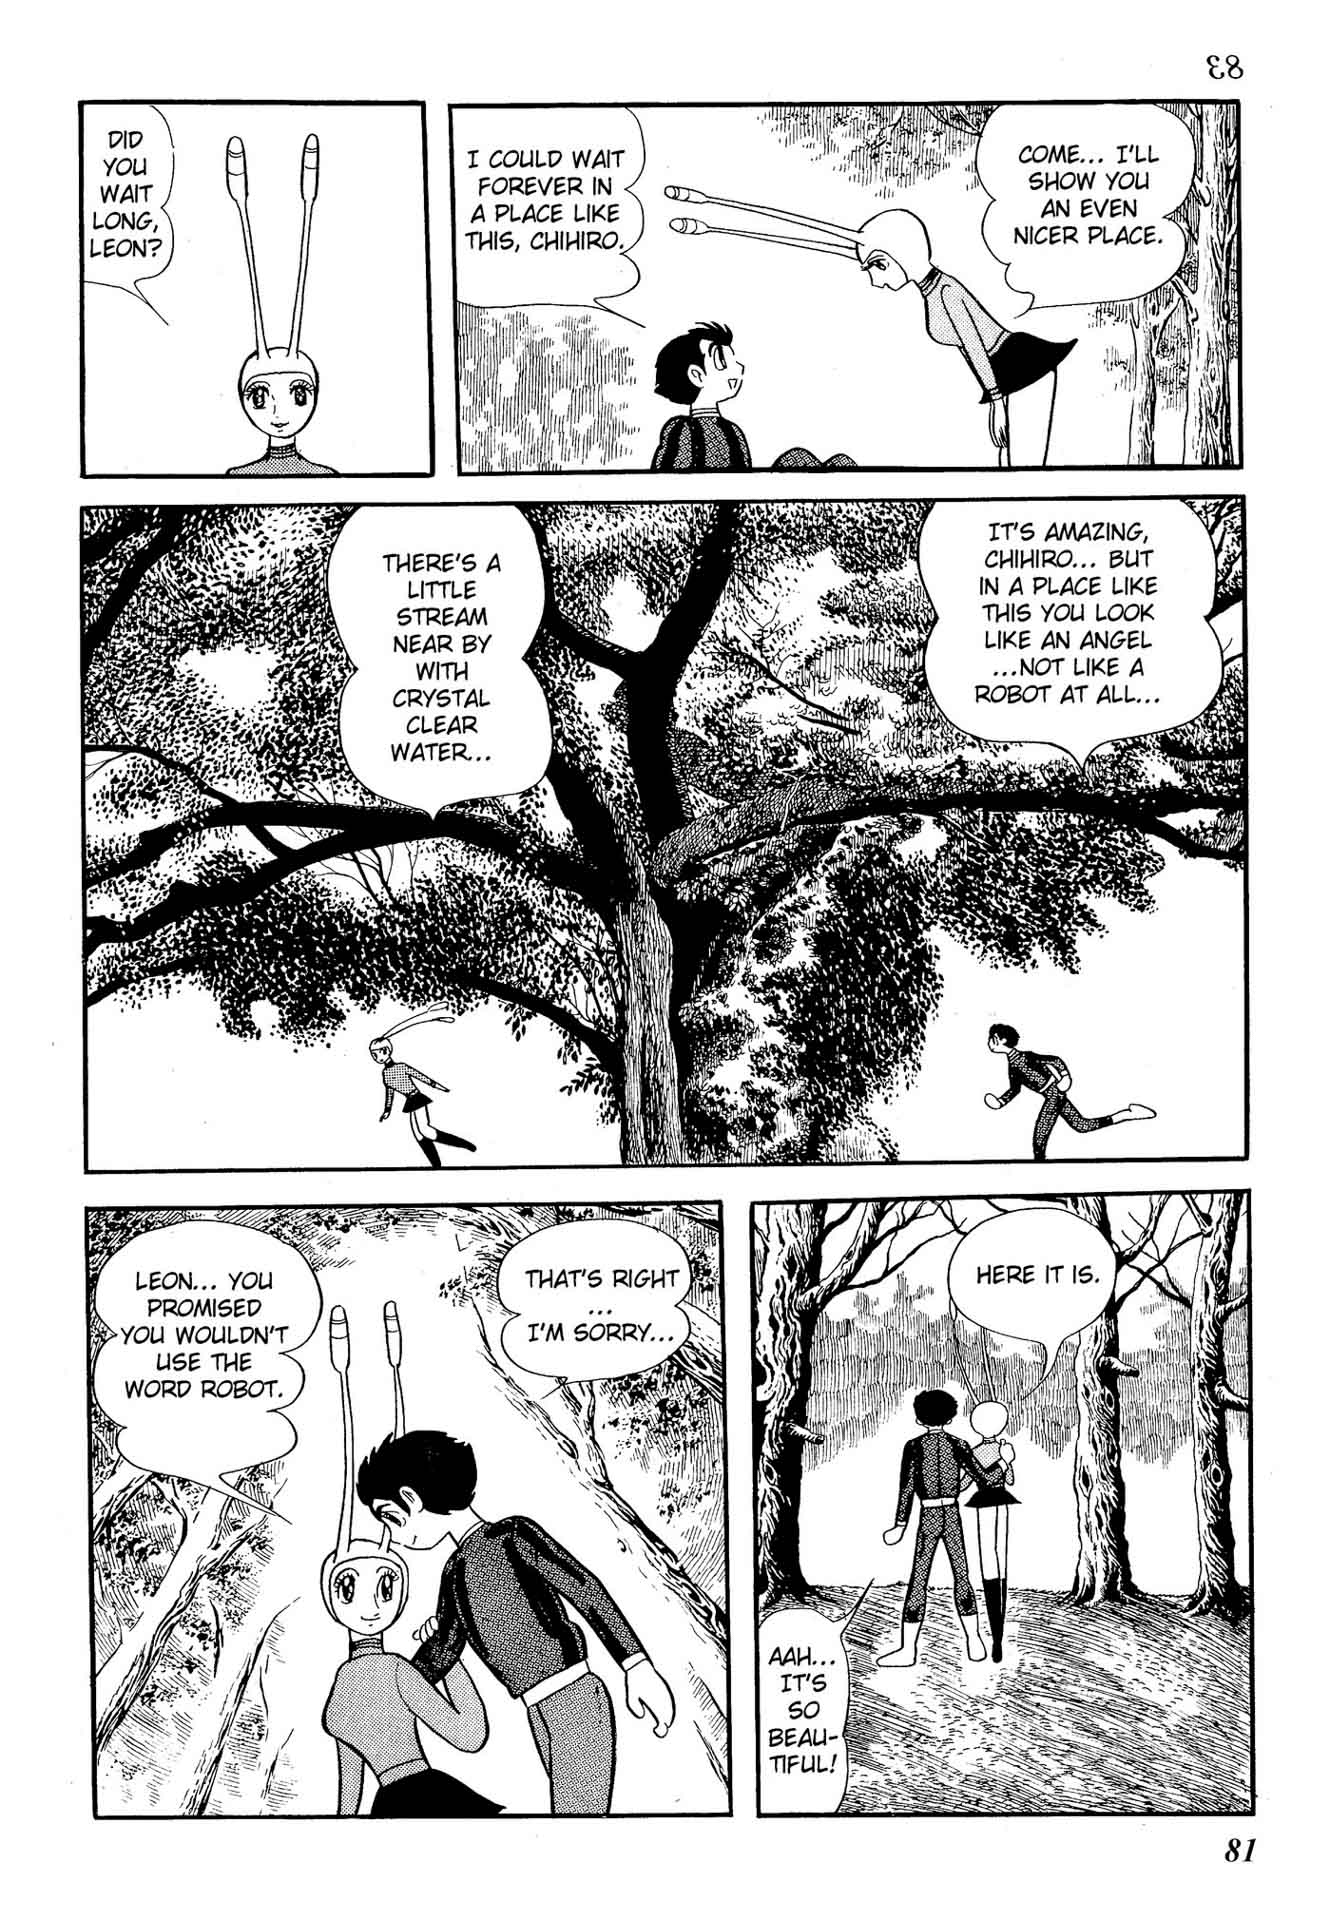 83
DID
YOU
WAIT
LONG,
LEON?
I COULD WAIT
FOREVER IN
A PLACE LIKE
THIS, CHIHIRO.
COME... I'LL
SHOW YOU
AN EVEN
NICER PLACE.
THERE'S A
LITTLE
STREAM
NEAR BY
WITH
CRYSTAL
CLEAR
WATER...
IT'S AMAZING,
CHIHIRO... BUT
IN A PLACE LIKE
THIS YOU LOOK
LIKE AN ANGEL
...NOT LIKE A
ROBOT AT ALL...
LEON... YOU
PROMISED
YOU WOULDN'T
USE THE
WORD ROBOT.
THAT'S RIGHT
...
I'M SORRY...
HERE IT IS.
AAH...
IT'S
SO
BEAU-
TIFUL!
81